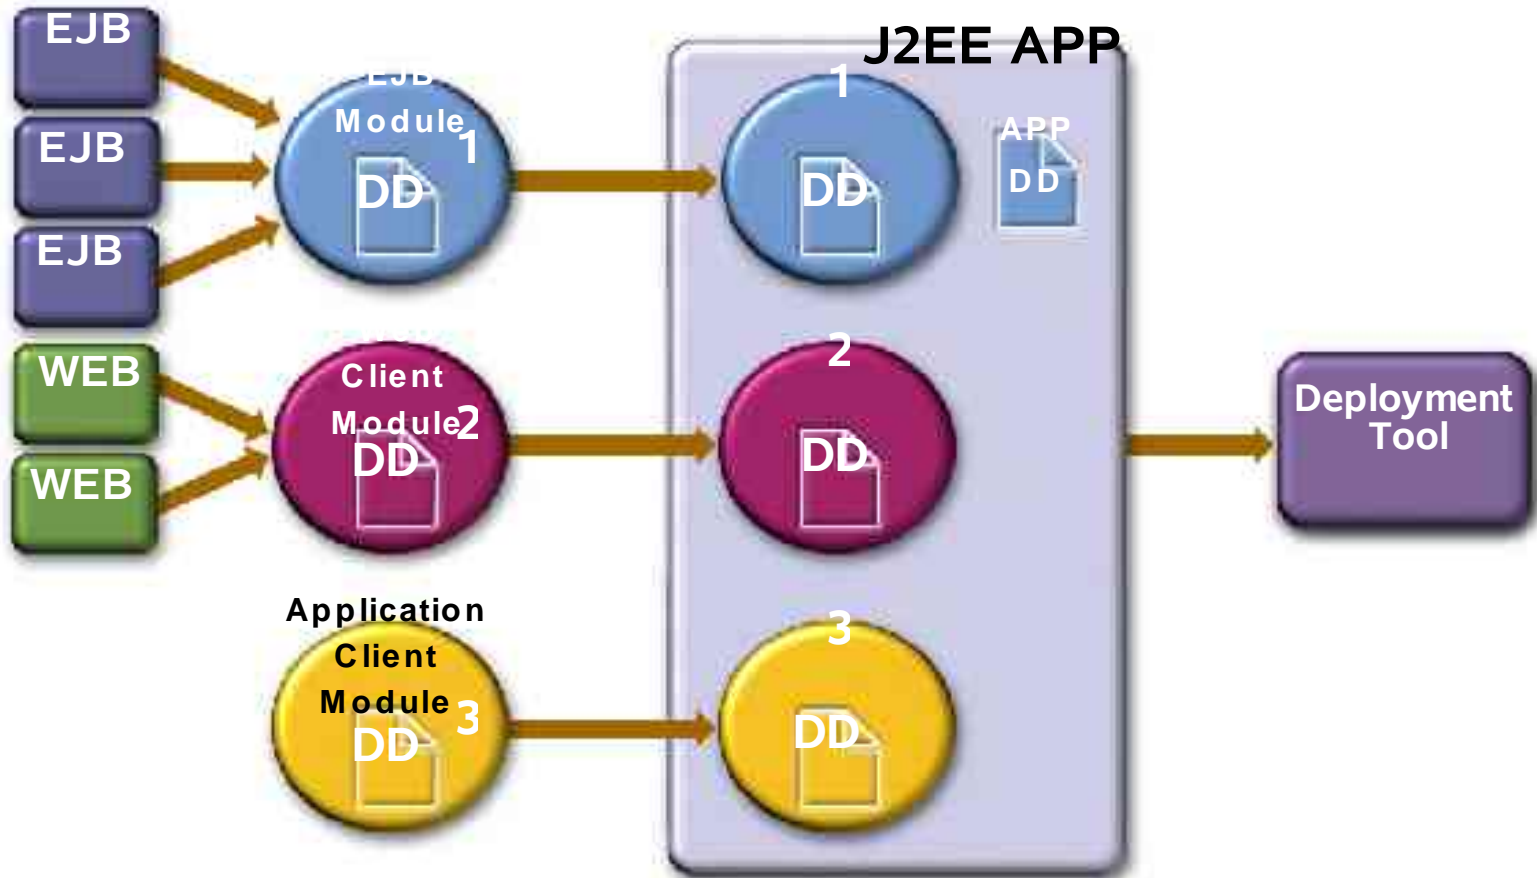 EJB
EJB
EJB
WEB
WEB
EJB
Module
1
DD
Client
Module
2
DD
Application
Client
Module
3
DD
J2EE APP
1
DD
APP
DD
2
DD
3
DD
Deployment
Tool